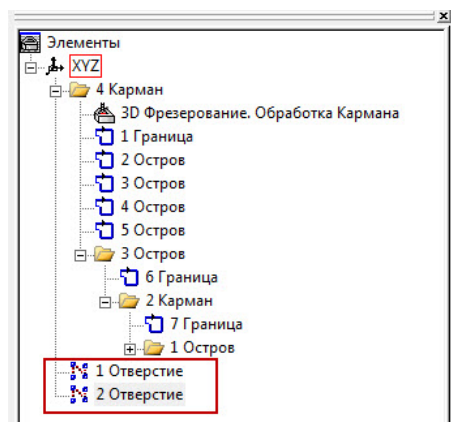 Элементы
XYZ
4 Карман
3D Фрезерование. Обработка Кармана
1 Граница
2 Остров
3 Остров
4 Остров
5 Остров
3 Остров
6 Граница
2 Карман
7 Граница
1 Остров
1 Отверстие
2 Отверстие